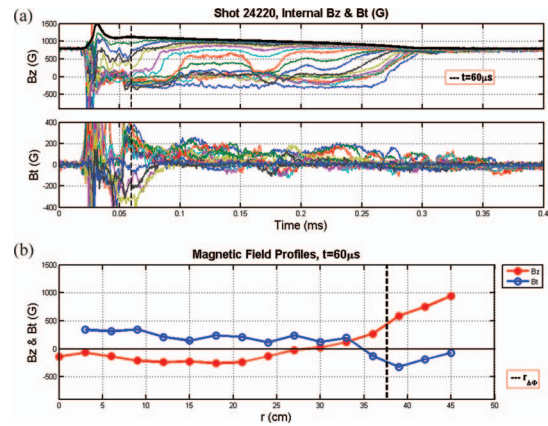 (a)
Shot 24220, Internal Bz & Bt (G)
Bz (G)
1500
1000
500
0
-500
t=60μs
Bt (G)
400
200
0
-200
-400
0 0.05 0.1 0.15 0.2 0.25 0.3 0.35 0.4
Time (ms)
(b)
Magnetic Field Profiles, t=60μs
Bz & Bt (G)
1500
1000
500
0
-500
0 5 10 15 20 25 30 35 40 45 50
r (cm)
Bz
Bt
rΔΦ